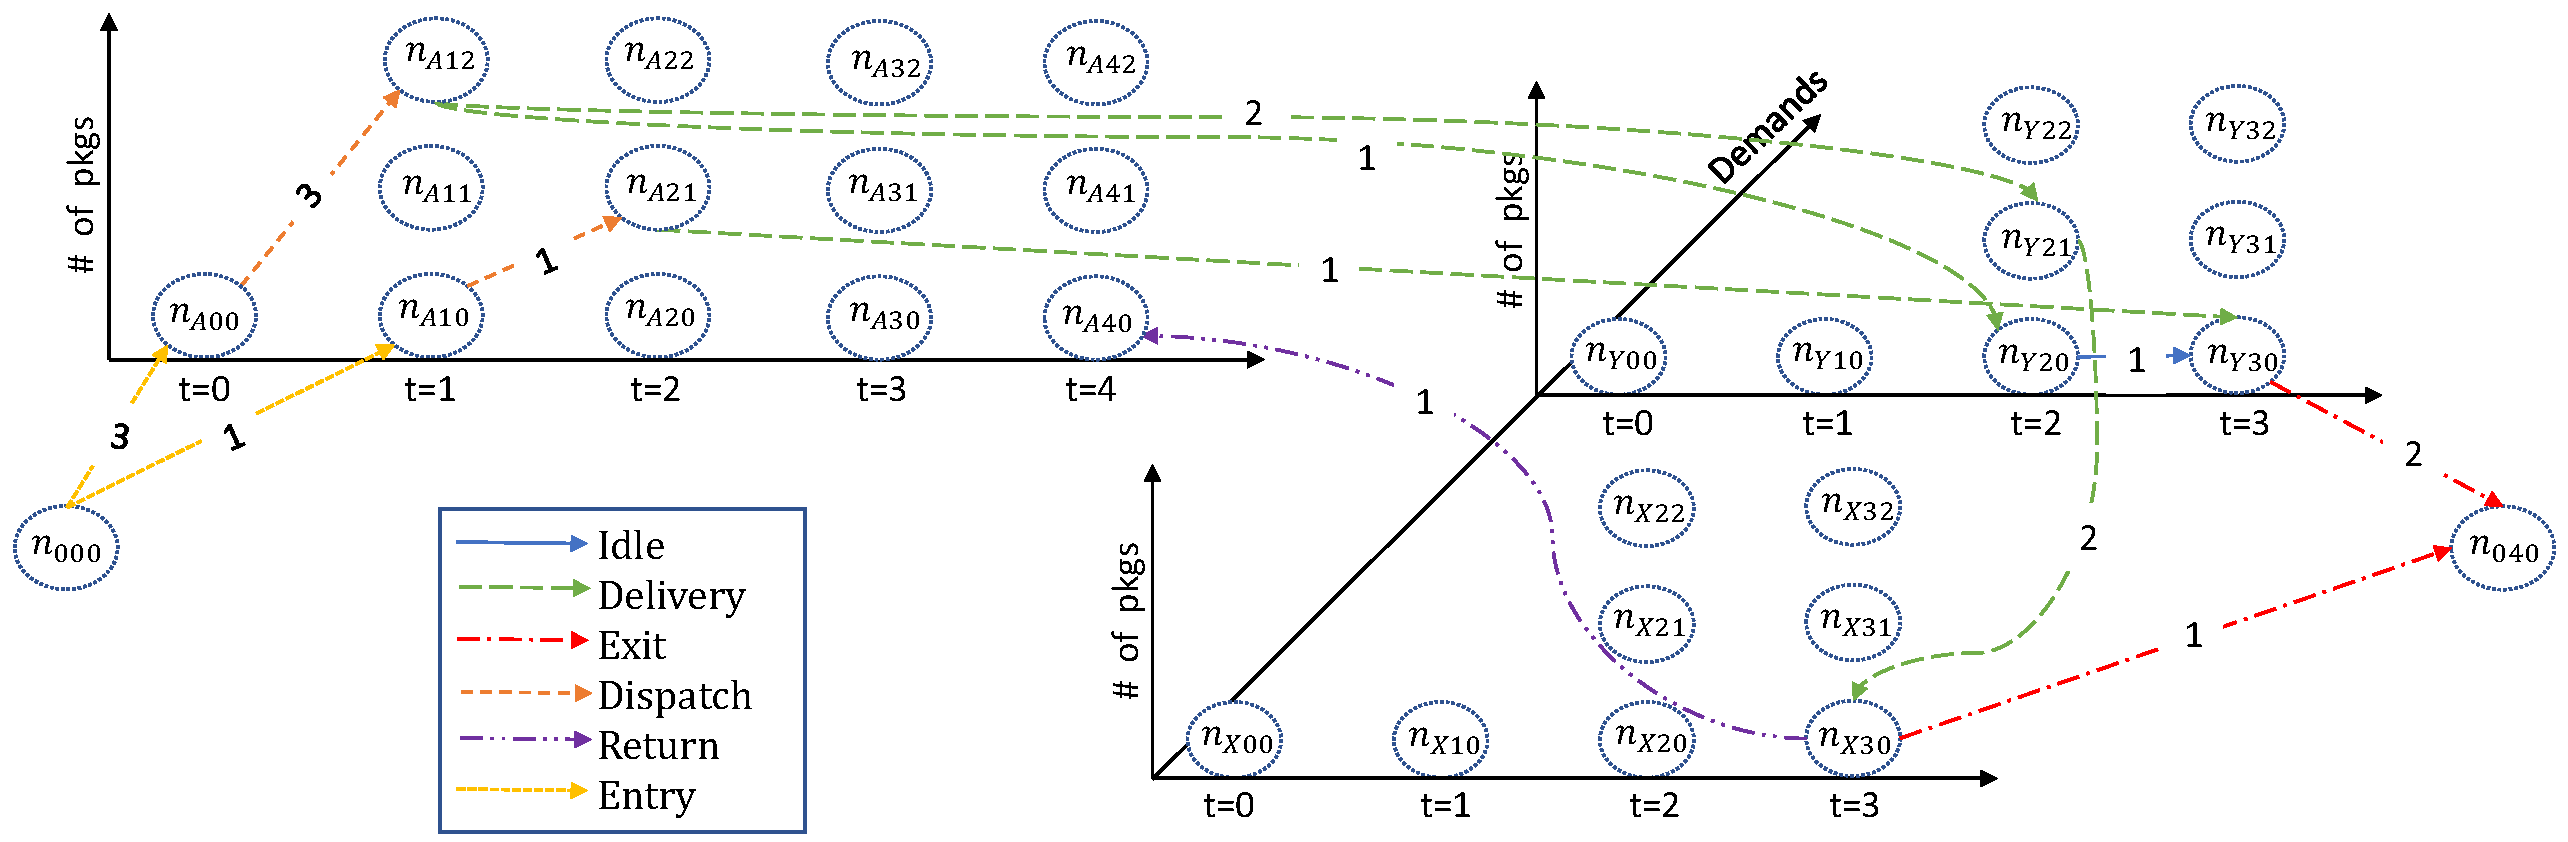 # of pkgs
n_{A12} n_{A22} n_{A32} n_{A42}
n_{A11} n_{A21} n_{A31} n_{A41}
n_{A00} n_{A10} n_{A20} n_{A30} n_{A40}
t=0 t=1 t=2 t=3 t=4
3
1
3
1
n_{000}
2
1
1
Demands
# of pkgs
n_{Y22} n_{Y32}
n_{Y21} n_{Y31}
n_{Y00} n_{Y10} n_{Y20} 1 n_{Y30}
t=0 t=1 t=2 t=3
1
2
2
1
n_{040}
# of pkgs
n_{X22} n_{X32}
n_{X21} n_{X31}
n_{X00} n_{X10} n_{X20} n_{X30}
t=0 t=1 t=2 t=3
Idle
Delivery
Exit
Dispatch
Return
Entry